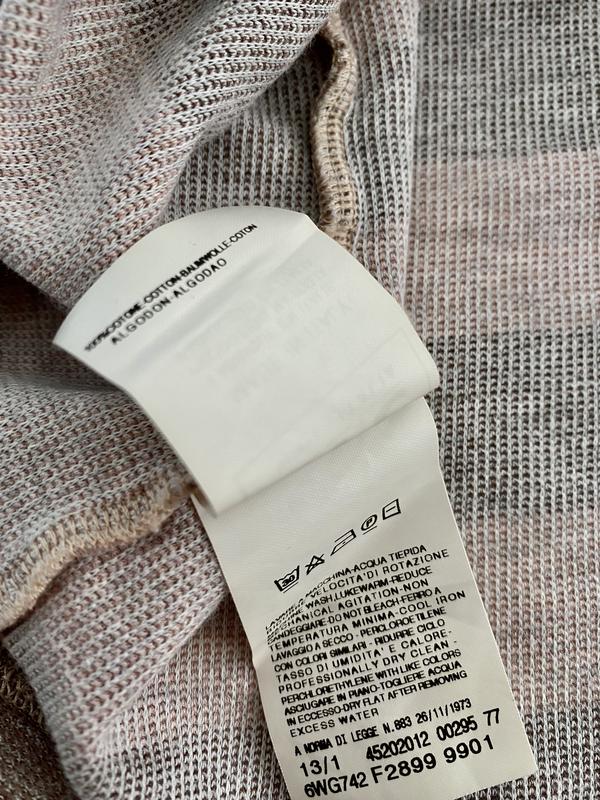 100%COTONE-COTTON-BAUMWOLLE-COTON
ALGODON-ALGODAO
30
P
MACCHINA-ACQUA TIEPIDA
VELOCITA'DI ROTAZIONE
WASH,LUKEWARM-REDUCE
MECHANICAL AGITATION-NON
CANDEGGIARE-DO NOT BLEACH-FERRO A
TEMPERATURA MINIMA-COOL IRON
LAVAGGIO A SECCO - PERCLOROETILENE
CON COLORI SIMILARI - RIDURRE CICLO
TASSO DI UMIDITA' E CALORE-
PROFESSIONALLY DRY CLEAN -
PERCHLORETHYLENE WITH LIKE COLORS
ASCIUGARE IN PIANO-TOGLIERE ACQUA
IN ECCESSO-DRY FLAT AFTER REMOVING
EXCESS WATER
A NORMA DI LEGGE N.883 26/11/1973
13/1 45202012 00295 77
6WG742 F2899 9901